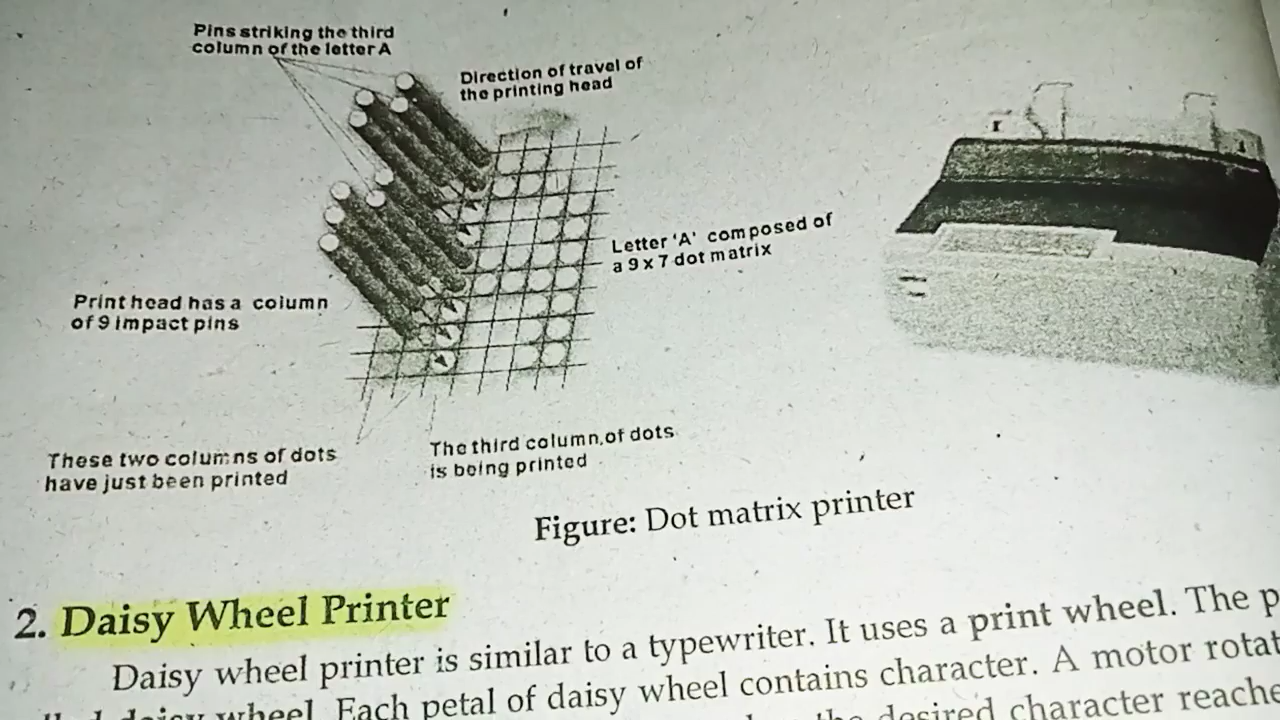 Pins striking the third
column of the letter A
Direction of travel of
the printing head
Letter 'A' composed of
a 9 x 7 dot matrix
Print head has a column
of 9 impact pins
These two columns of dots
have just been printed
The third column of dots
is being printed
Figure: Dot matrix printer
2. Daisy Wheel Printer
Daisy wheel printer is similar to a typewriter. It uses a print wheel. The
daisy wheel. Each petal of daisy wheel contains character. A motor
the desired character